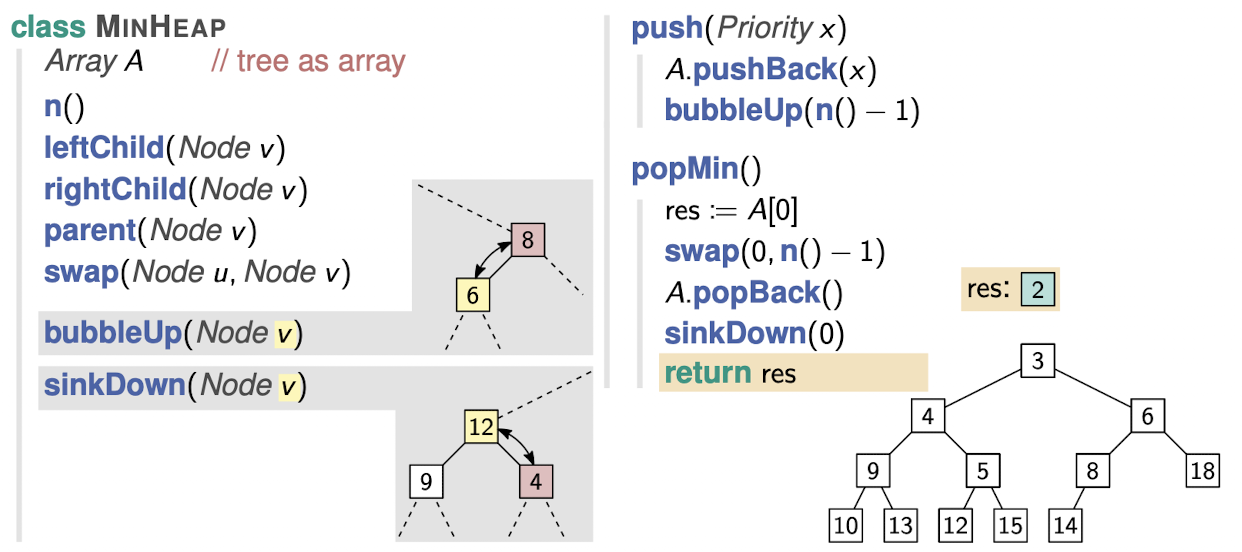 class MINHEAP
Array A // tree as array
n()
leftChild(Node v)
rightChild(Node v)
parent(Node v)
swap(Node u, Node v)
8
6
bubbleUp(Node v)
sinkDown(Node v)
12
9 4
push(Priority x)
A.pushBack(x)
bubbleUp(n() − 1)
popMin()
res := A[0]
swap(0, n() − 1)
A.popBack()
sinkDown(0)
return res
res: 2
3
4 6
9 5 8 18
10 13 12 15 14